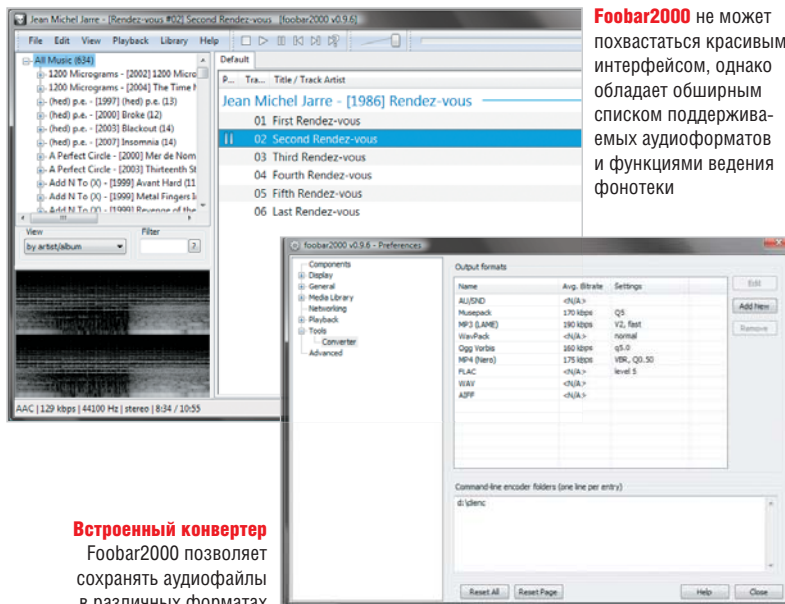 Jean Michel Jarre - [Rendez-vous #02] Second Rendez-vous [foobar2000 v0.9.6]
File Edit View Playback Library Help
All Music (634)
1200 Micrograms - [2002] 1200 Micro
1200 Micrograms - [2004] The Time
(hed) p.e. - [1997] (hed) p.e. (13)
(hed) p.e. - [2000] Broke (12)
(hed) p.e. - [2003] Blackout (14)
(hed) p.e. - [2007] Insomnia (14)
A Perfect Circle - [2000] Mer de Nom
A Perfect Circle - [2003] Thirteenth St
Add N To (X) - [1999] Avant Hard (11
Add N To (X) - [1999] Metal Fingers
Add N To (X) - [1999] Revenge of the
View
Filter
by artist/album
?
Default
P... Tra... Title / Track Artist
Jean Michel Jarre - [1986] Rendez-vous
01 First Rendez-vous
02 Second Rendez-vous
03 Third Rendez-vous
04 Fourth Rendez-vous
05 Fifth Rendez-vous
06 Last Rendez-vous
AAC | 129 kbps | 44100 Hz | stereo | 8:34 / 10:55
Foobar2000 не может
похвастаться красивым
интерфейсом, однако
обладает обширным
списком поддержива-
емых аудиоформатов
и функциями ведения
фонотеки
foobar2000 v0.9.6 - Preferences
Components
Display
General
Media Library
Networking
Playback
Tools
Converter
Advanced
Output formats
Name Avg. Bitrate Settings
AU/SND <N/A>
Musepack 170 kbps Q5
MP3 (LAME) 190 kbps V2, fast
WavPack <N/A> normal
Ogg Vorbis 160 kbps q5.0
MP4 (Nero) 175 kbps VBR, Q0.50
FLAC <N/A> level 5
WAV <N/A>
AIFF <N/A>
Edit
Add New
Remove
Command-line encoder folders (one line per entry)
d:\dienc
Reset All Reset Page Help Close
Встроенный конвертер
Foobar2000 позволяет
сохранять аудиофайлы
в различных форматах